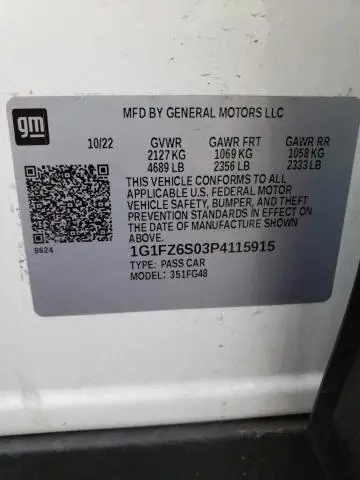 gm
MFD BY GENERAL MOTORS LLC
10/22 GVWR GAWR FRT GAWR RR
2127 KG 1069 KG 1058 KG
4689 LB 2356 LB 2333 LB
THIS VEHICLE CONFORMS TO ALL
APPLICABLE U.S. FEDERAL MOTOR
VEHICLE SAFETY, BUMPER, AND THEFT
PREVENTION STANDARDS IN EFFECT ON
THE DATE OF MANUFACTURE SHOWN
ABOVE.
8624
1G1FZ6S03P4115915
TYPE: PASS CAR
MODEL: 351FG48